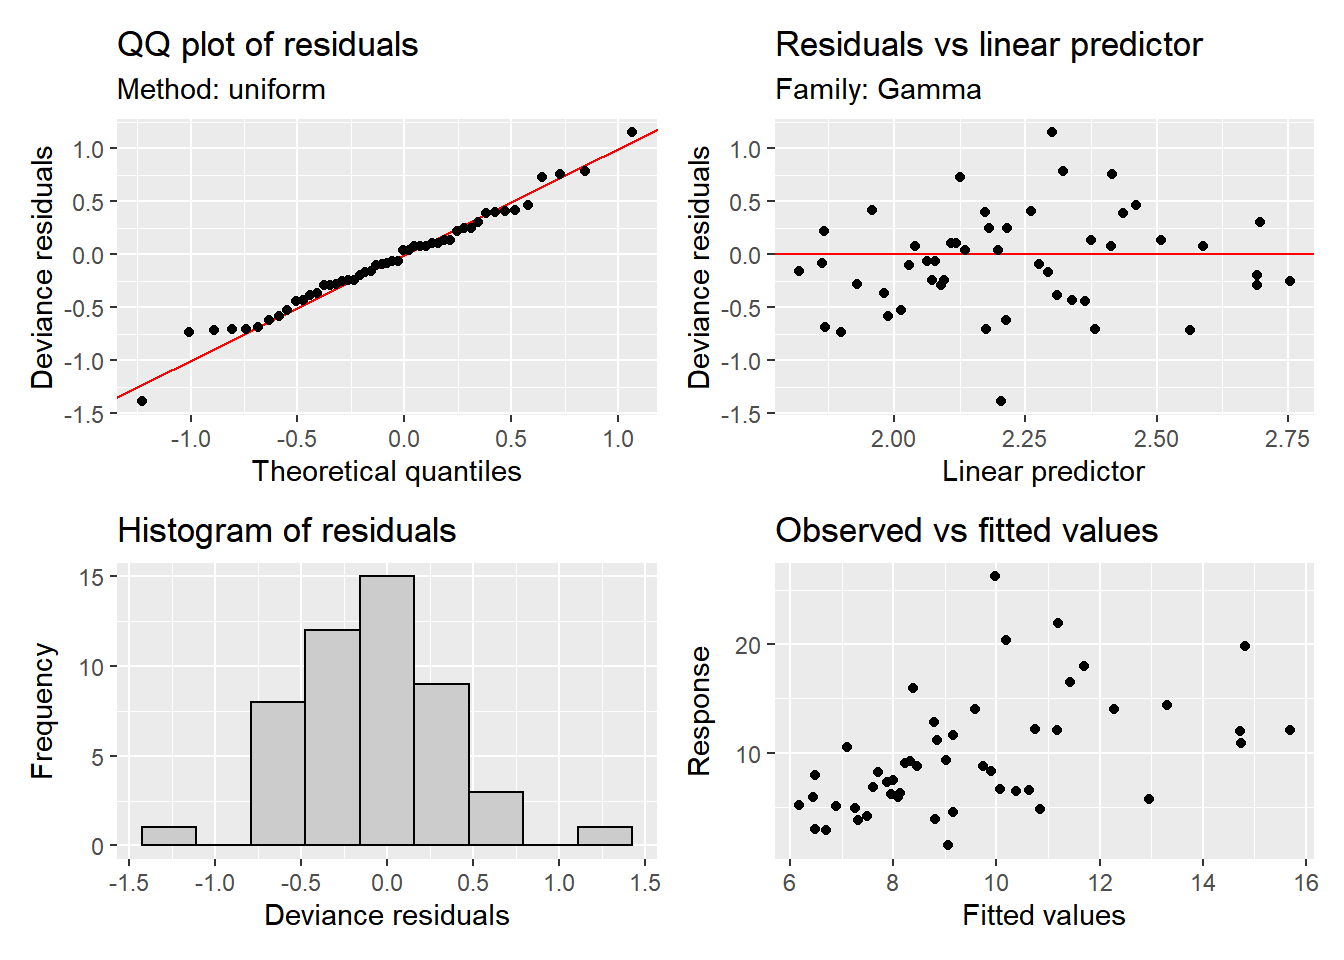 QQ plot of residuals
Method: uniform
Deviance residuals
1.0
0.5
0.0
-0.5
-1.0
-1.5
-1.0 -0.5 0.0 0.5 1.0
Theoretical quantiles
Residuals vs linear predictor
Family: Gamma
Deviance residuals
1.0
0.5
0.0
-0.5
-1.0
-1.5
2.00 2.25 2.50 2.75
Linear predictor
Histogram of residuals
Frequency
15
10
5
0
-1.5 -1.0 -0.5 0.0 0.5 1.0 1.5
Deviance residuals
Observed vs fitted values
Response
20
10
6 8 10 12 14 16
Fitted values